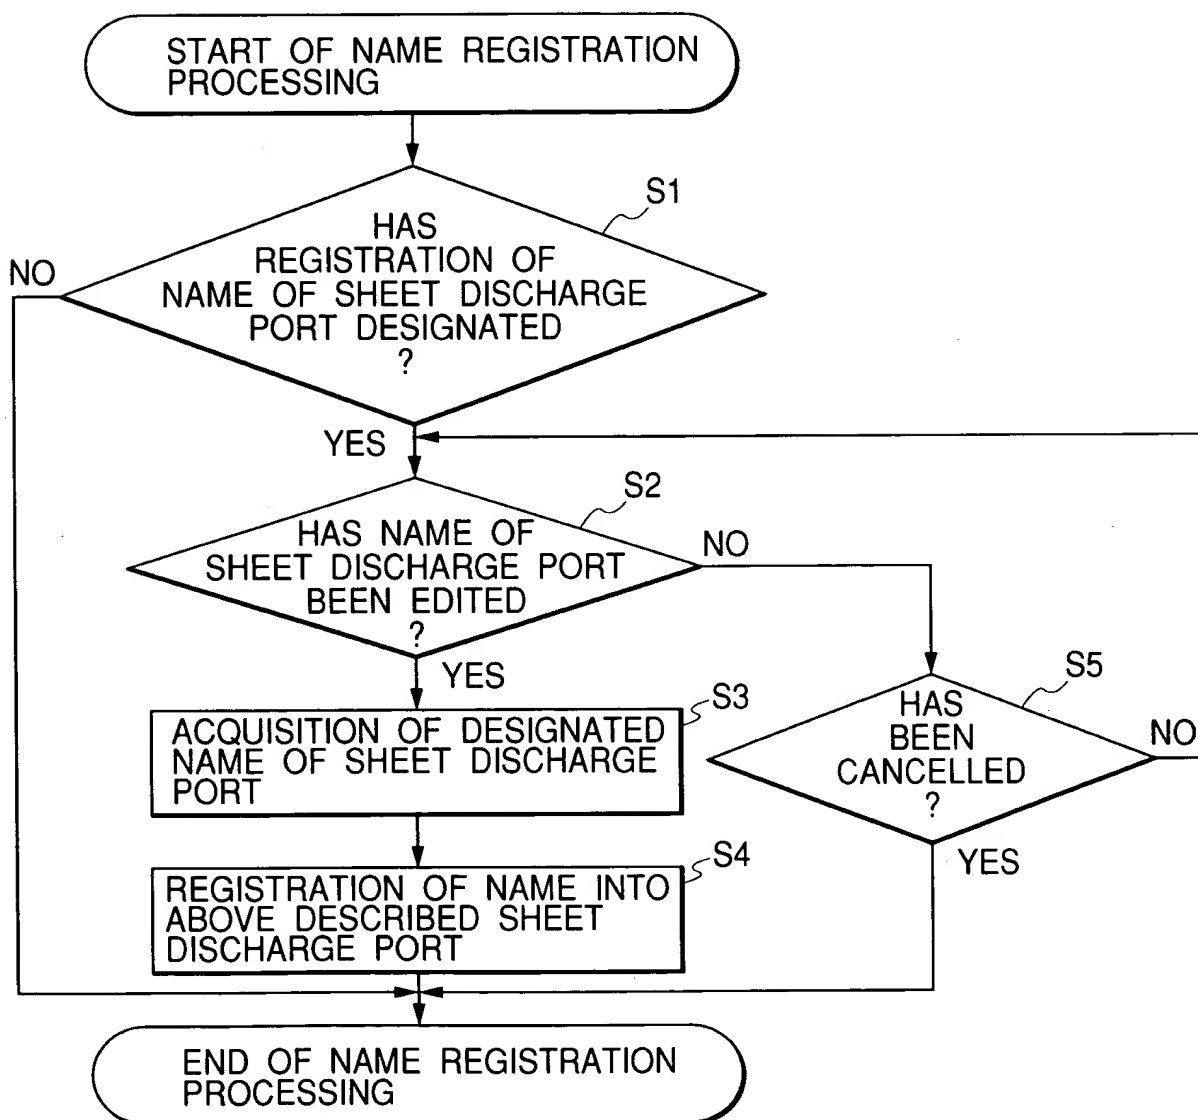 START OF NAME REGISTRATION
PROCESSING
S1
HAS
REGISTRATION OF
NAME OF SHEET DISCHARGE
PORT DESIGNATED
?
NO
YES
S2
HAS NAME OF
SHEET DISCHARGE PORT
BEEN EDITED
?
NO
YES
S5
HAS
BEEN
CANCELLED
?
NO
YES
S3
ACQUISITION OF DESIGNATED
NAME OF SHEET DISCHARGE
PORT
S4
REGISTRATION OF NAME INTO
ABOVE DESCRIBED SHEET
DISCHARGE PORT
END OF NAME REGISTRATION
PROCESSING